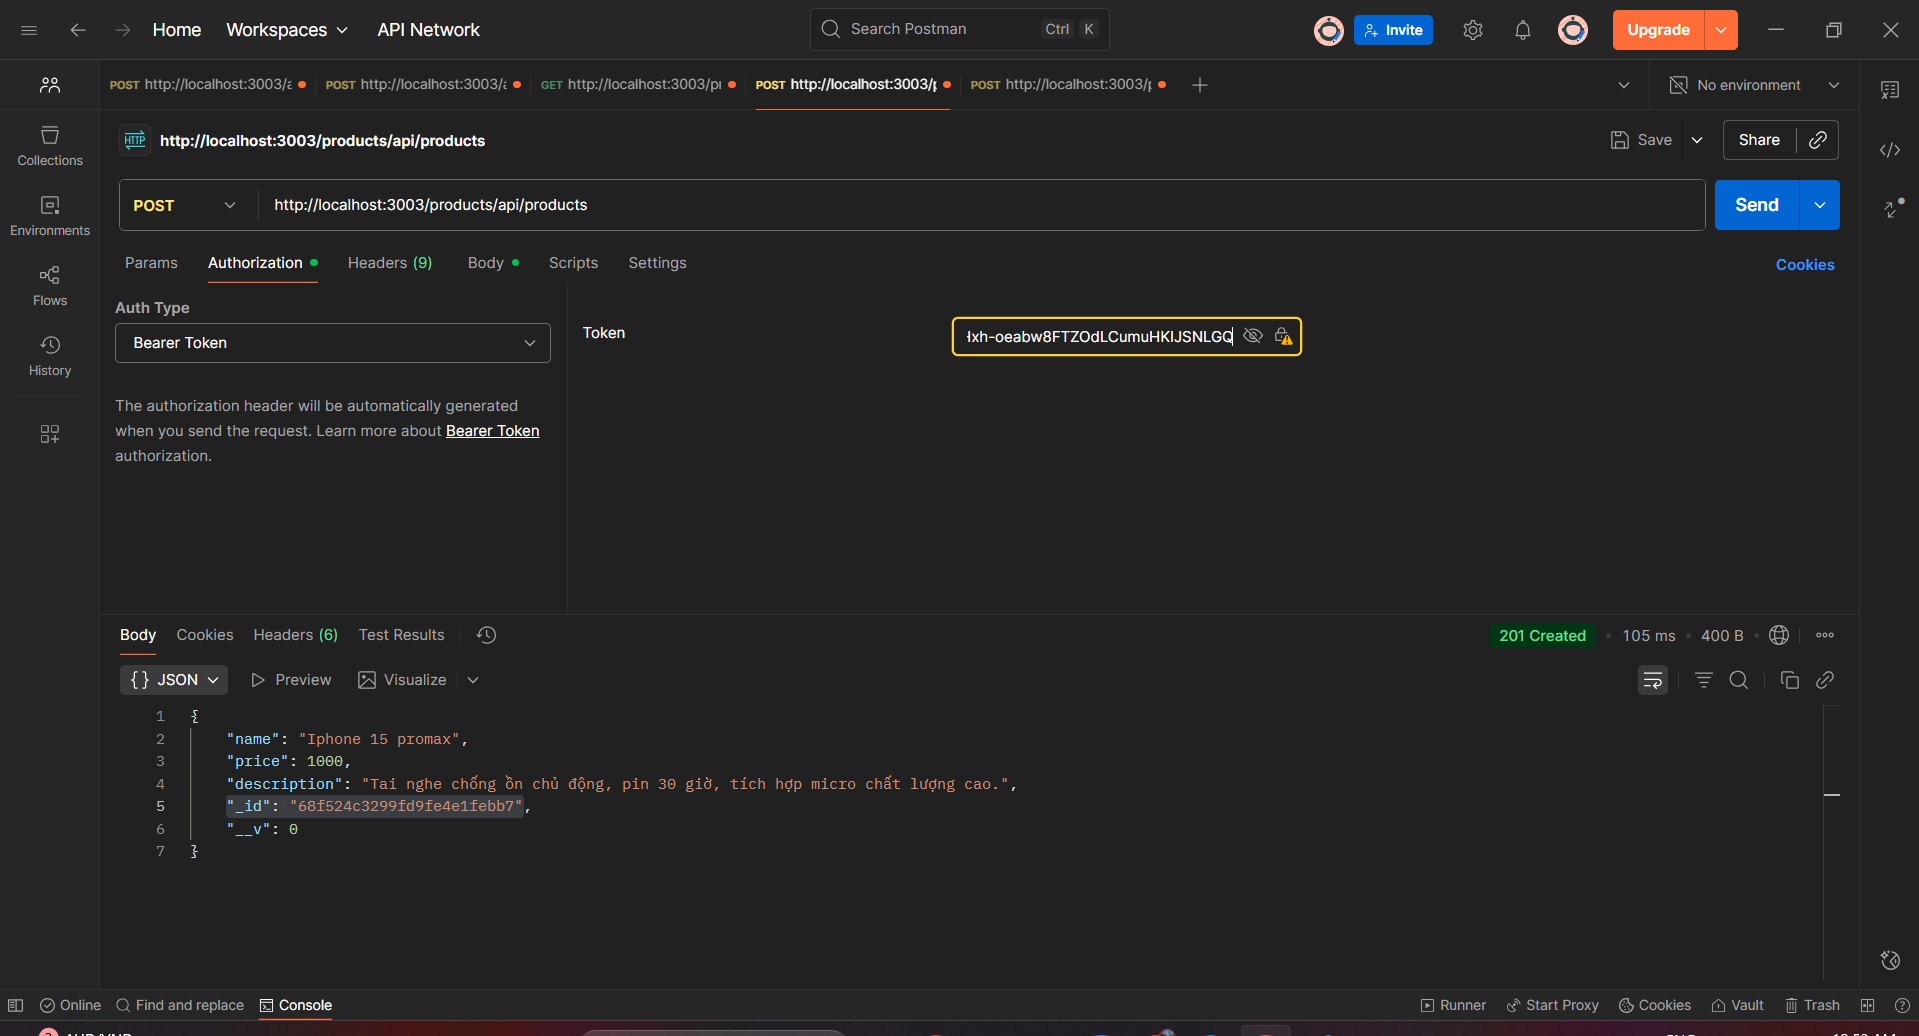 Home Workspaces API Network Search Postman Ctrl K Invite Upgrade
POST http://localhost:3003/a POST http://localhost:3003/a GET http://localhost:3003/pr POST http://localhost:3003/p POST http://localhost:3003/p No environment
HTTP http://localhost:3003/products/api/products Save Share
POST http://localhost:3003/products/api/products Send
Collections
Environments
Flows
History
Params Authorization Headers (9) Body Scripts Settings Cookies
Auth Type
Bearer Token
Token
xh-oeabw8FTZOdLCumuHKIJSNLGQ
The authorization header will be automatically generated
when you send the request. Learn more about Bearer Token
authorization.
Body Cookies Headers (6) Test Results 201 Created 105 ms 400 B
{} JSON Preview Visualize
1 {
2 "name": "Iphone 15 promax",
3 "price": 1000,
4 "description": "Tai nghe chống ồn chủ động, pin 30 giờ, tích hợp micro chất lượng cao.",
5 "_id": "68f524c3299fd9fe4e1febb7",
6 "__v": 0
7 }
Online Find and replace Console Runner Start Proxy Cookies Vault Trash